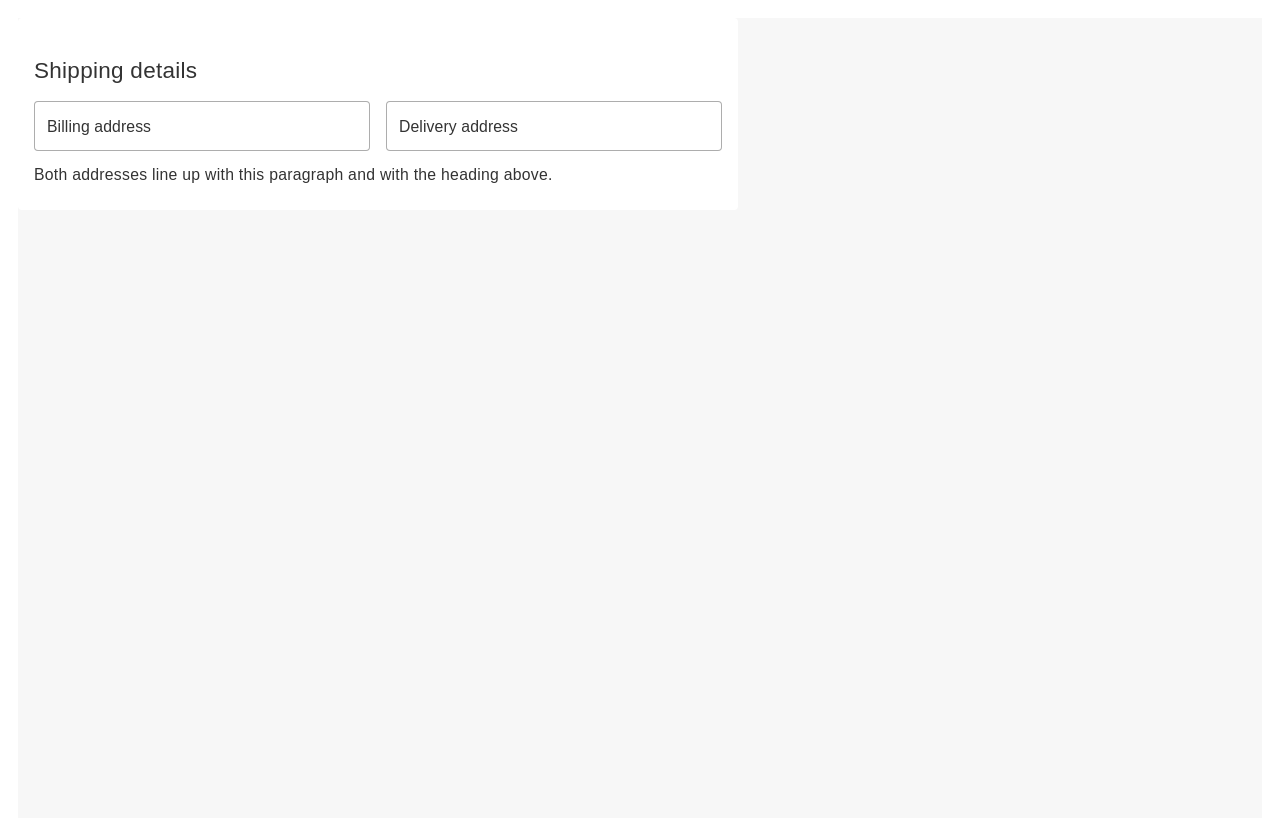 Shipping details
Billing address
Delivery address
Both addresses line up with this paragraph and with the heading above.